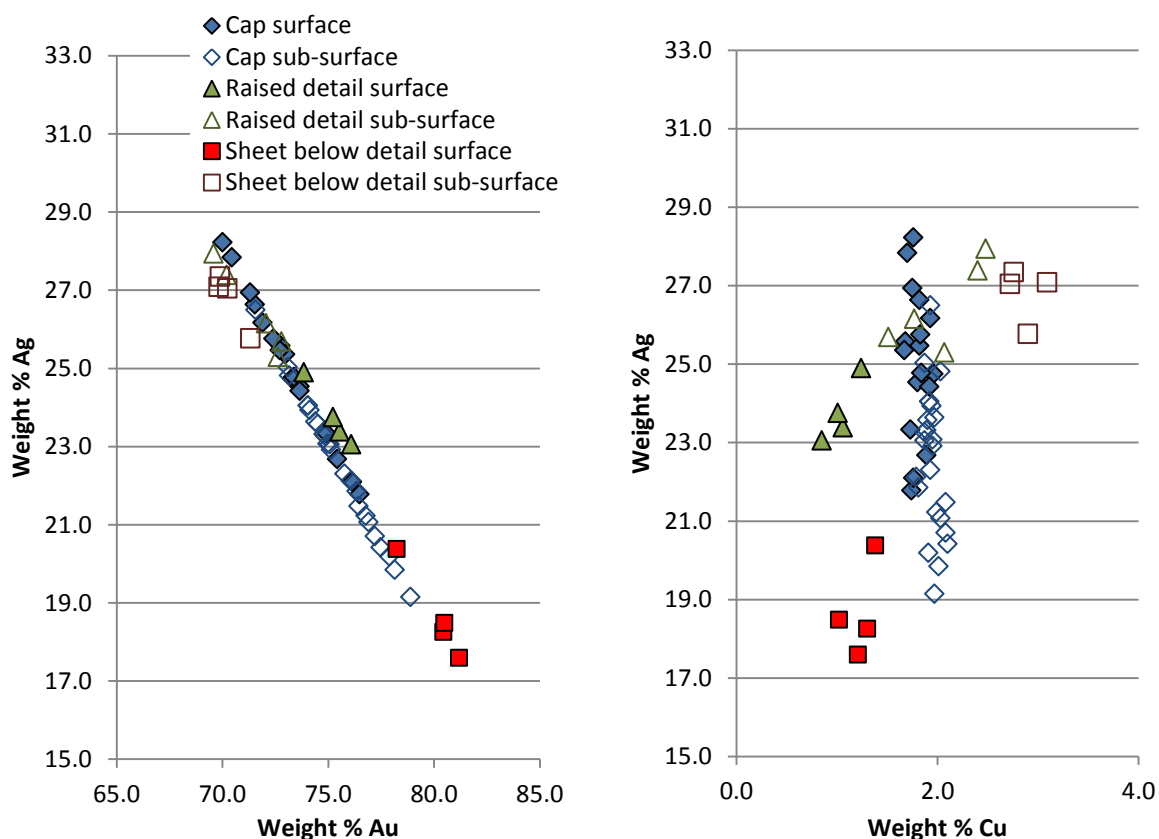 Cap surface
Cap sub-surface
Raised detail surface
Raised detail sub-surface
Sheet below detail surface
Sheet below detail sub-surface
33.0
31.0
29.0
27.0
25.0
23.0
21.0
19.0
17.0
15.0
Weight % Ag
65.0 70.0 75.0 80.0 85.0
Weight % Au
33.0
31.0
29.0
27.0
25.0
23.0
21.0
19.0
17.0
15.0
Weight % Ag
0.0 2.0 4.0
Weight % Cu